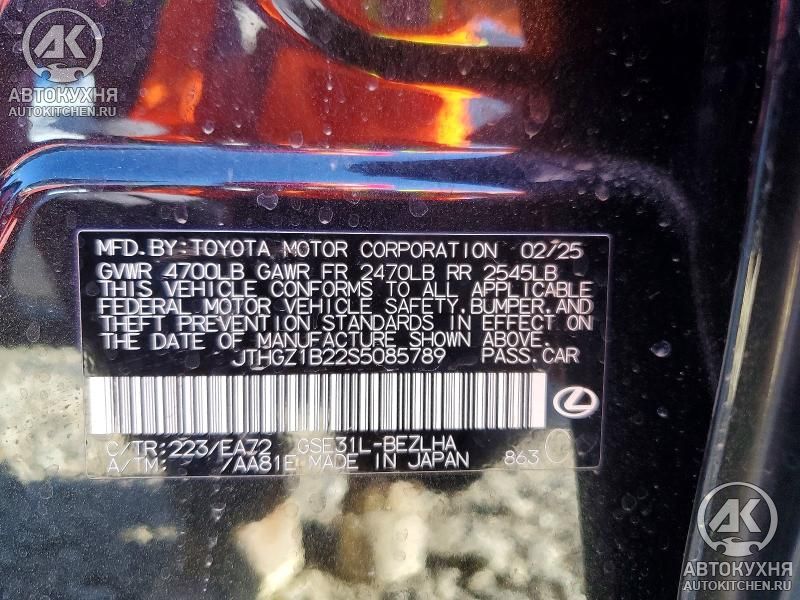 АК
АВТОКУХНЯ
AUTOKITCHEN.RU
MFD.BY:TOYOTA MOTOR CORPORATION 02/25
GVWR 4700LB GAWR FR 2470LB RR 2545LB
THIS VEHICLE CONFORMS TO ALL APPLICABLE
FEDERAL MOTOR VEHICLE SAFETY,BUMPER,AND
THEFT PREVENTION STANDARDS IN EFFECT ON
THE DATE OF MANUFACTURE SHOWN ABOVE.
JTHGZ1B22S5085789 PASS.CAR
C/TR:223/EA72 GSE31L-BEZLHA
A/TM: /AA81E MADE IN JAPAN 863
АК
АВТОКУХНЯ
AUTOKITCHEN.RU